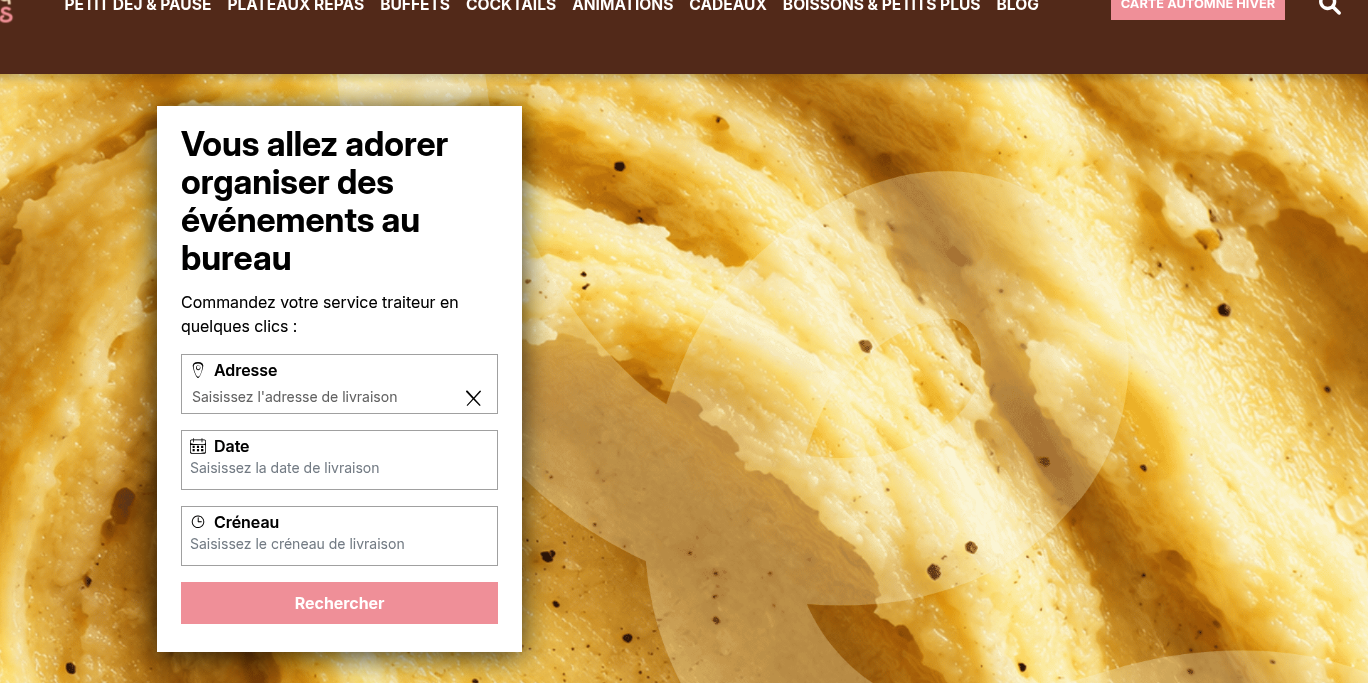 PETIT DEJ & PAUSE PLATEAUX REPAS BUFFETS COCKTAILS ANIMATIONS CADEAUX BOISSONS & PETITS PLUS BLOG CARTE AUTOMNE HIVER
Vous allez adorer
organiser des
événements au
bureau
Commandez votre service traiteur en
quelques clics :
Adresse
Saisissez l'adresse de livraison
Date
Saisissez la date de livraison
Créneau
Saisissez le créneau de livraison
Rechercher